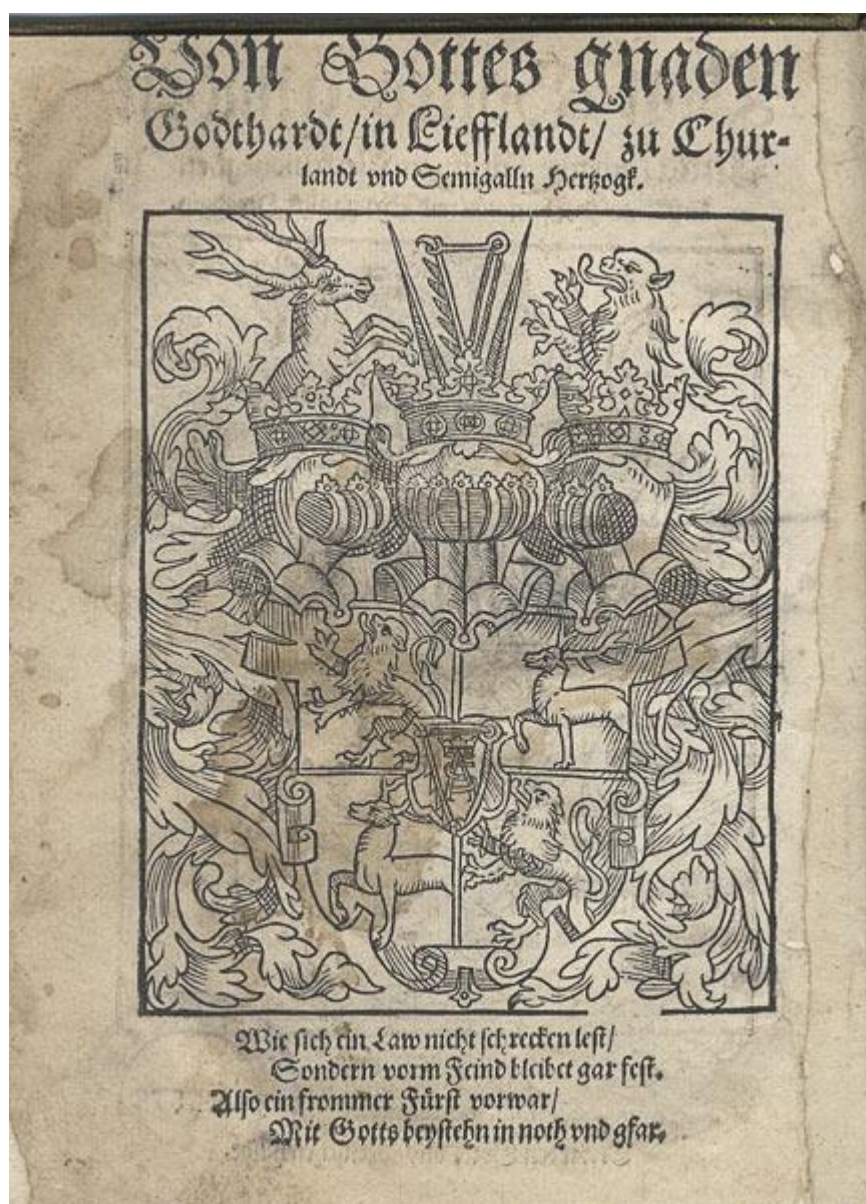 Von Gottes gnaden
Godthardt/in Liefflandt/ zu Chur-
landt vnd Semigalln Hertzogk.
Wie sich ein Law nicht schrecken lest/
Sondern vorm Feind bleibet gar fest.
Also ein frommer Fürst vorwar/
Mit Gotts beystehn in noth vnd gfar.